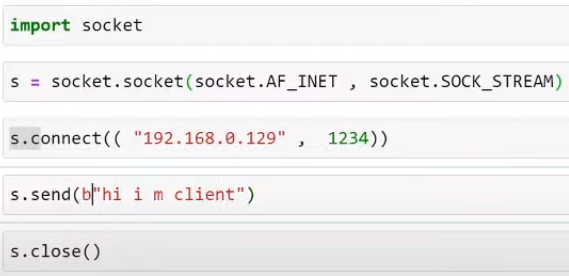 import socket
s = socket.socket(socket.AF_INET , socket.SOCK_STREAM)
s.connect(( "192.168.0.129" ,  1234))
s.send(b"hi i m client")
s.close()